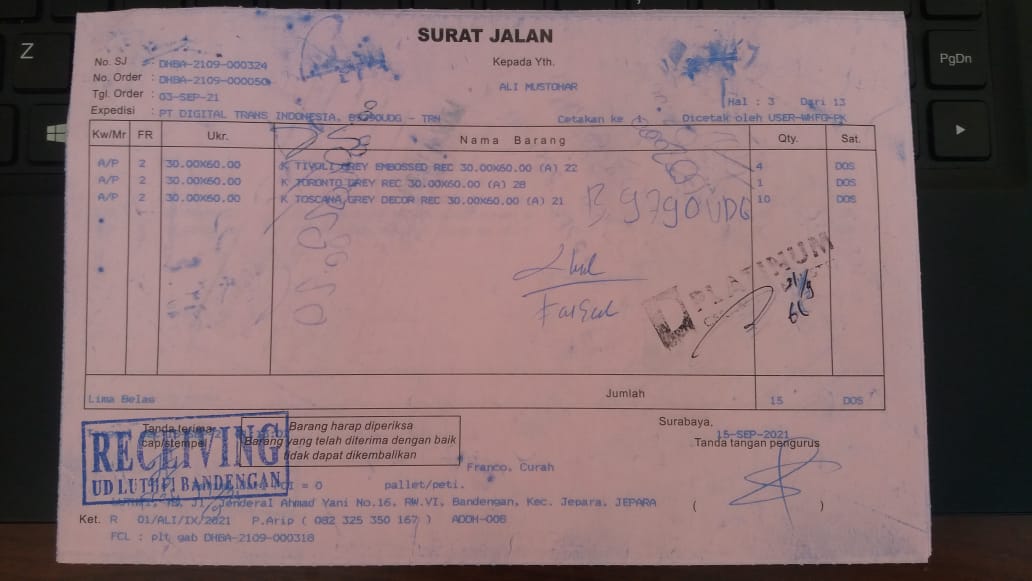 SURAT JALAN
No. SJ : DHBA-2109-000324
No. Order : DHBA-2109-000050
Tgl. Order : 03-SEP-21
Expedisi : PT DIGITAL TRANS INDONESIA, B9790UDG - TRN
Kepada Yth.
ALI MUSTOHAR
Hal : 3 Dari 13
Cetakan ke 1 Dicetak oleh USER-WHFG-PK
Kw/Mr FR Ukr. Nama Barang Qty. Sat.
A/P 2 30.00X60.00 K TIVOLI GREY EMBOSSED REC 30.00X60.00 (A) 22 4 DOS
A/P 2 30.00X60.00 K TORONTO GREY REC 30.00X60.00 (A) 28 1 DOS
A/P 2 30.00X60.00 K TOSCANA GREY DECOR REC 30.00X60.00 (A) 21 10 DOS
B 9790 UDG
Faisal
PLATINUM
Jumlah
Lima Belas 15 DOS
Tanda terima
cap/stempel
RECEIVING
UD LUTHFI BANDENGAN
Barang harap diperiksa
Barang yang telah diterima dengan baik
tidak dapat dikembalikan
Surabaya,
15-SEP-2021
Tanda tangan pengurus
Franco, Curah
= 0 pallet/peti.
Jenderal Ahmad Yani No.16, RW.VI, Bandengan, Kec. Jepara, JEPARA
( )
Ket. R 01/ALI/IX/2021 P.Arip ( 082 325 350 167 ) ADDH-006
FCL : plt gab DHBA-2109-000318